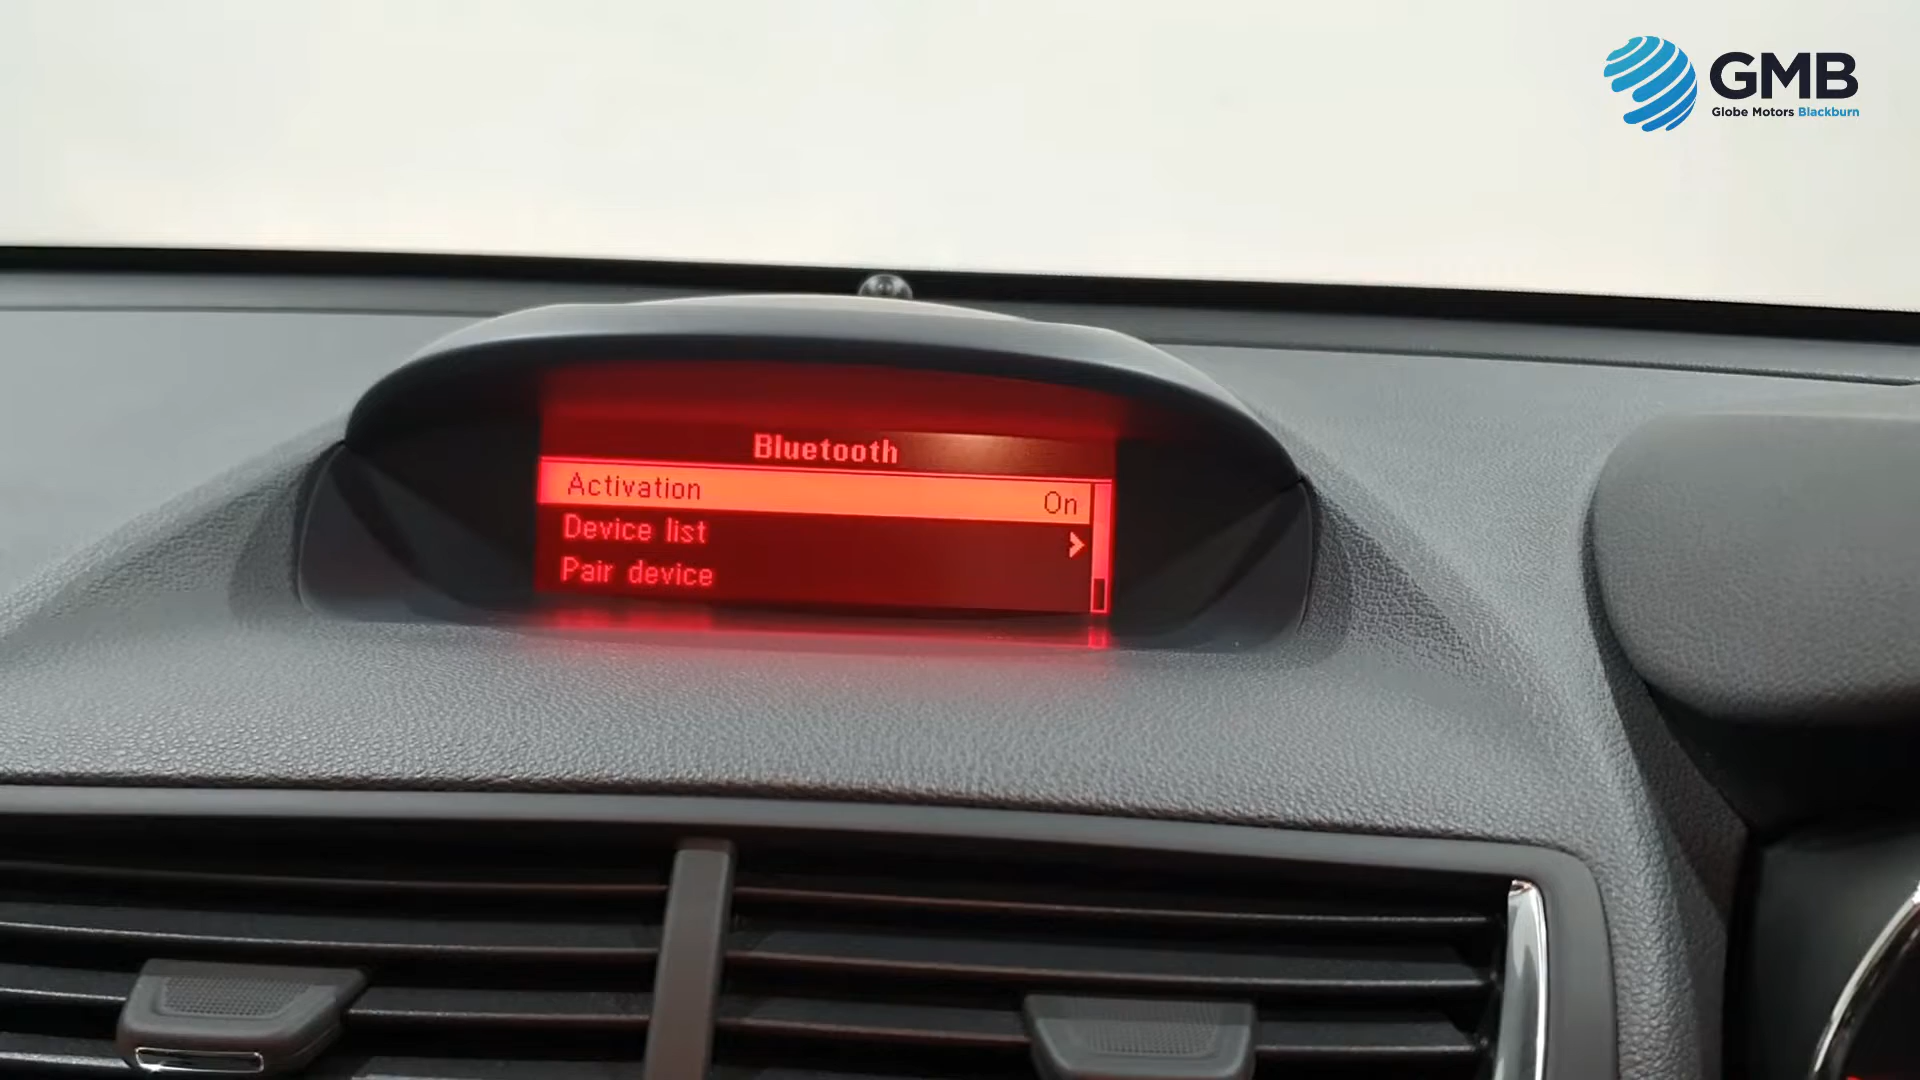 GMB
Globe Motors Blackburn
Bluetooth
Activation On
Device list
Pair device